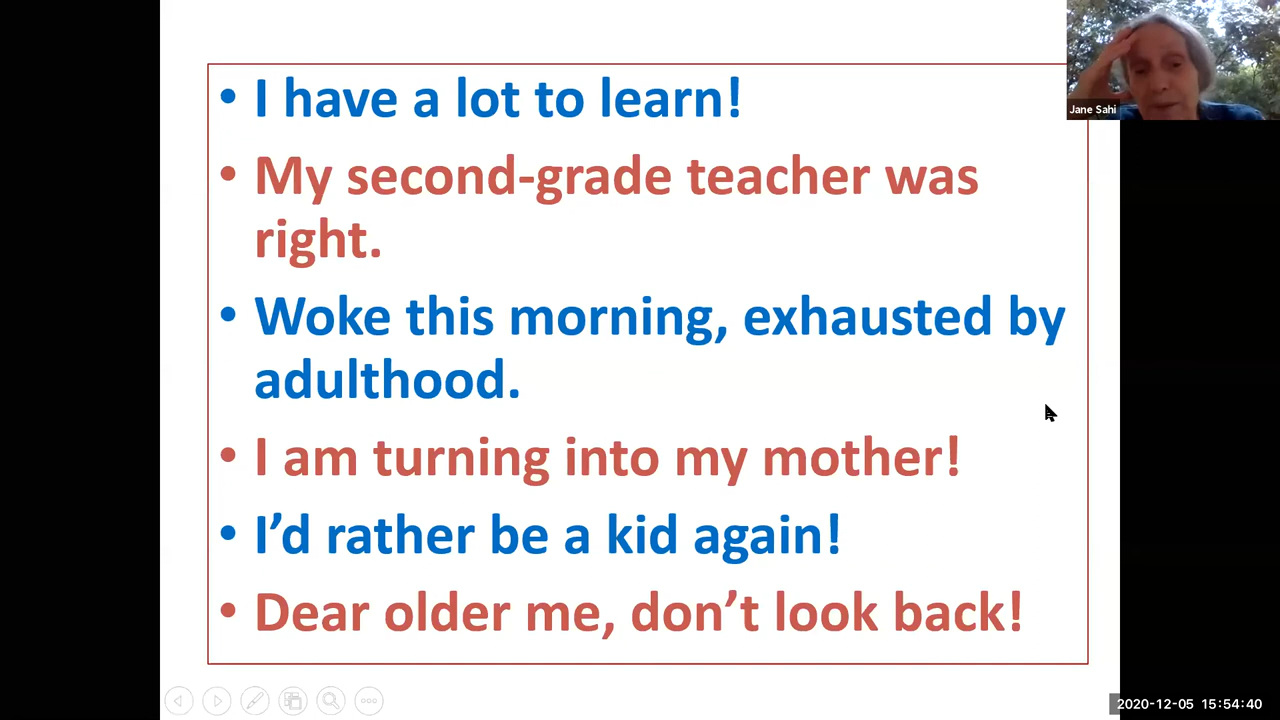 • I have a lot to learn!
• My second-grade teacher was
right.
• Woke this morning, exhausted by
adulthood.
• I am turning into my mother!
• I’d rather be a kid again!
• Dear older me, don’t look back!
Jane Sahi
2020-12-05 15:54:40